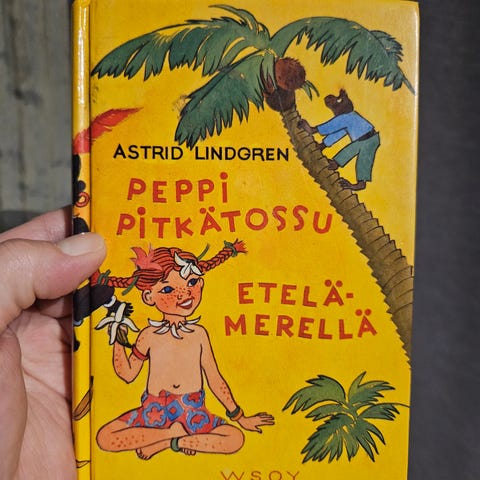 ASTRID LINDGREN
PEPPI
PITKÄTOSSU
ETELÄ-
MERELLÄ
WSOY